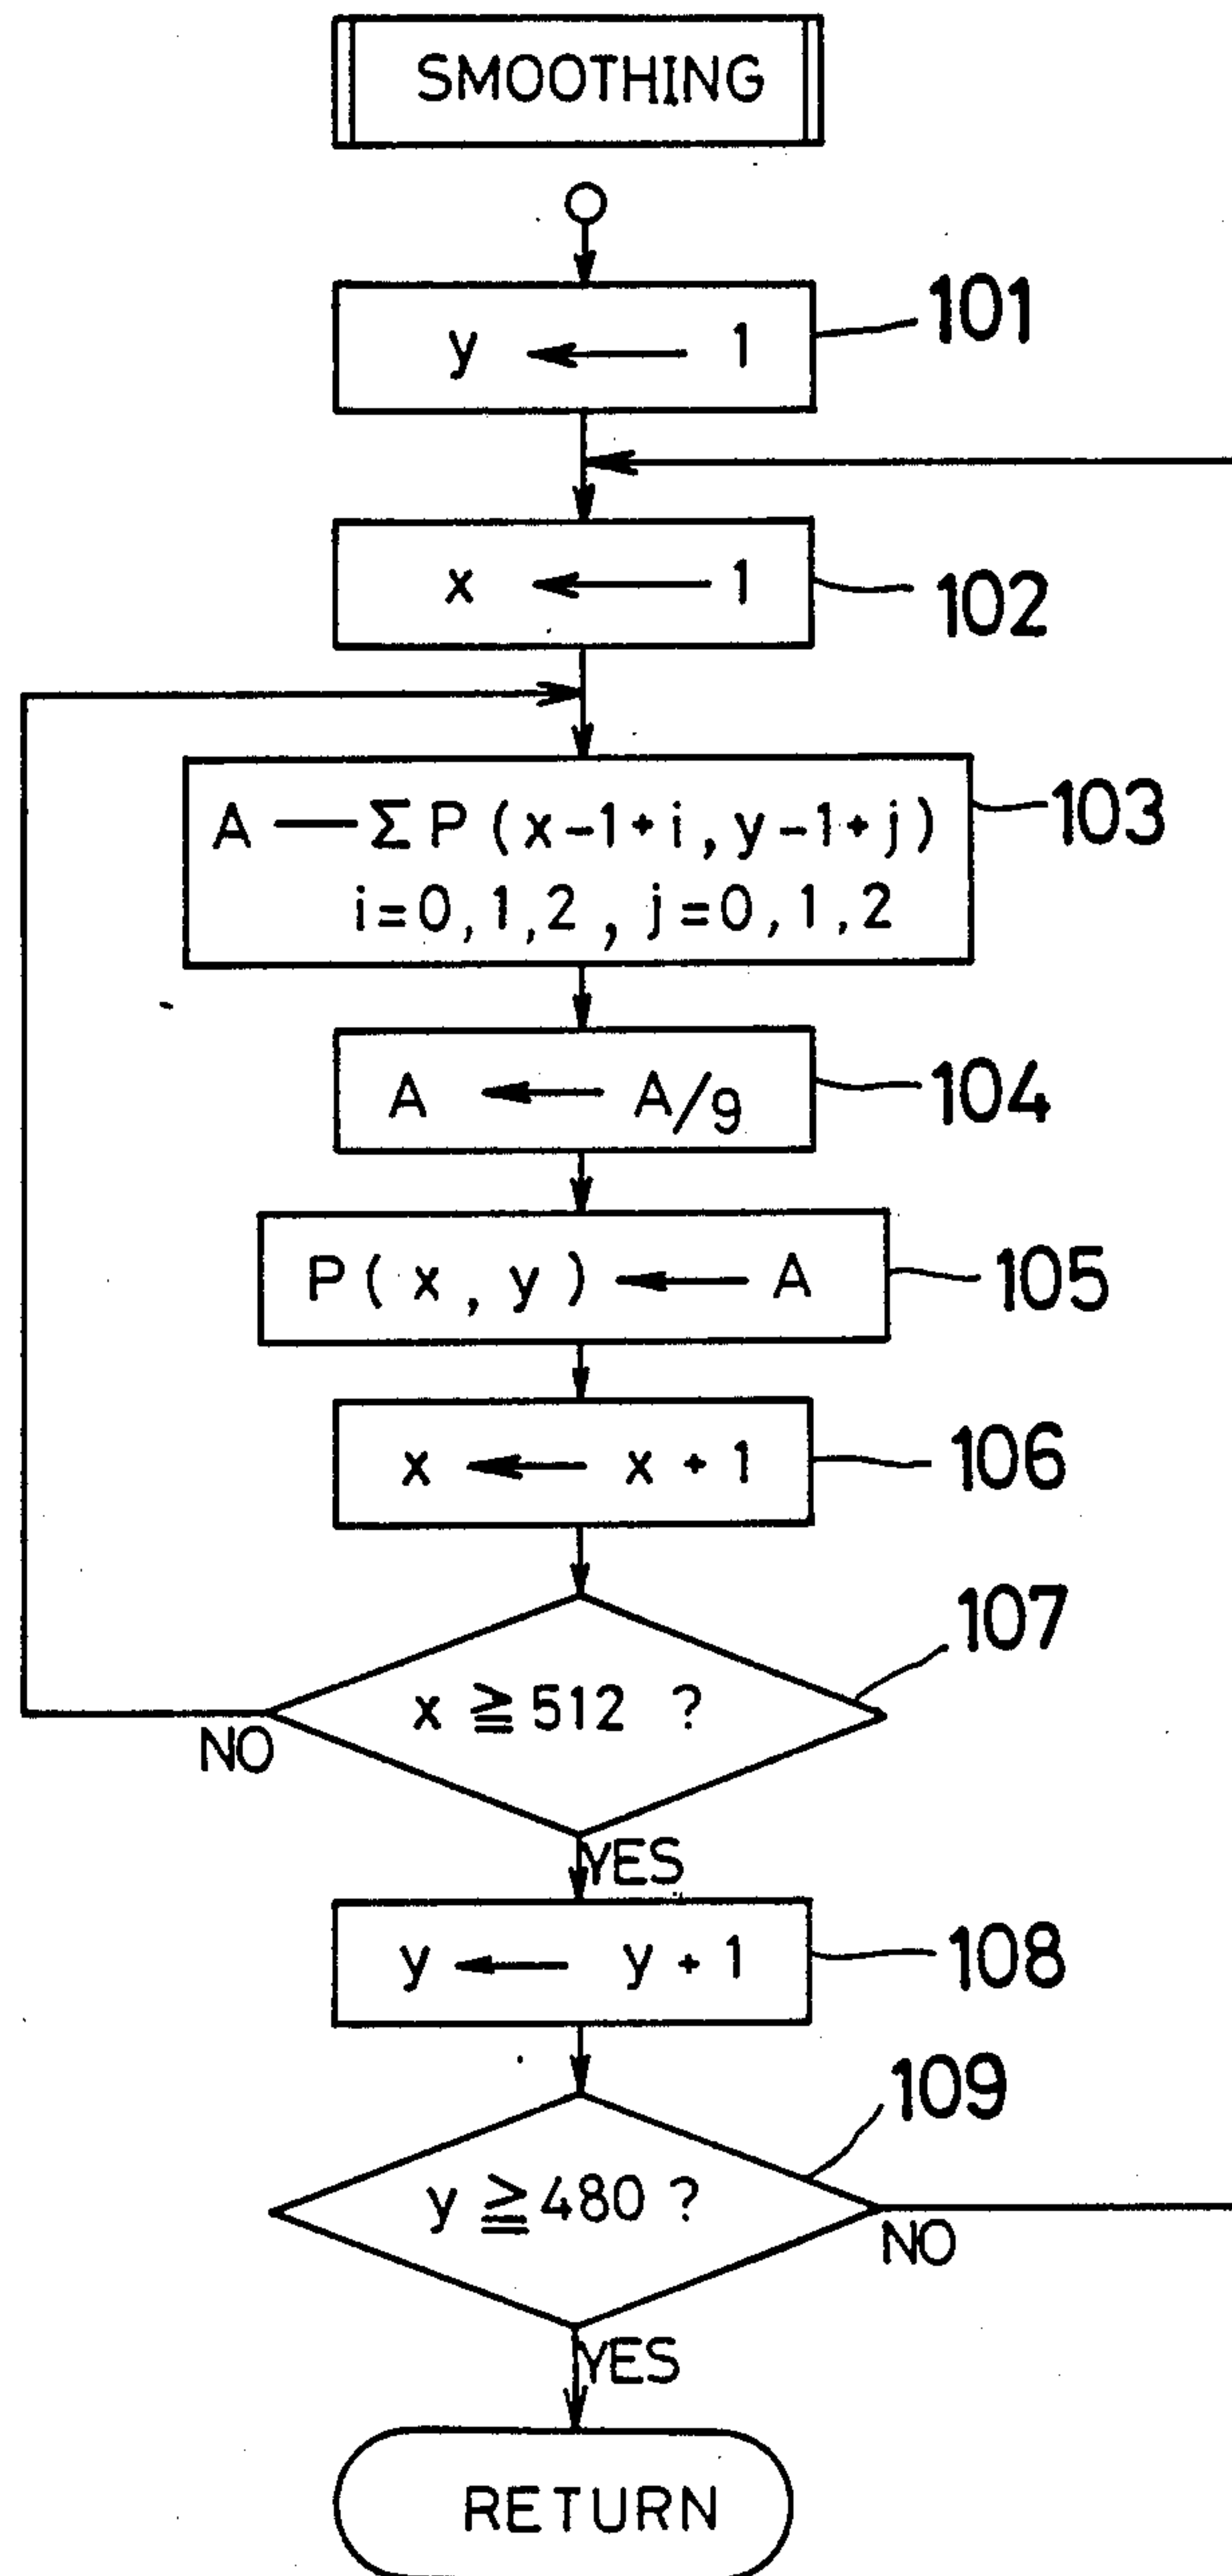 SMOOTHING
y ← 1
101
x ← 1
102
A — Σ P ( x-1+i , y-1+j )
i=0,1,2 , j=0,1,2
103
A ← A/9
104
P( x , y ) ← A
105
x ← x + 1
106
107
x ≧ 512 ?
NO
YES
y ← y + 1
108
109
y ≧ 480 ?
NO
YES
RETURN